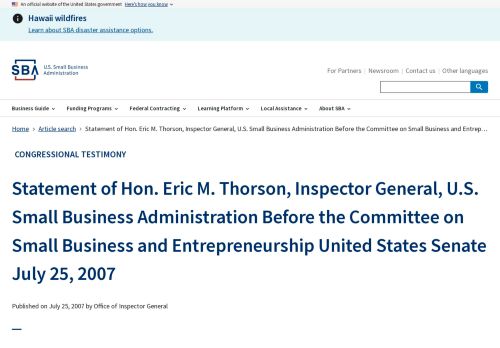 An official website of the United States government Here's how you know
Hawaii wildfires
Learn about SBA disaster assistance options.
SBA U.S. Small Business
Administration
For Partners Newsroom Contact us Other languages
Business Guide Funding Programs Federal Contracting Learning Platform Local Assistance About SBA
Home › Article search › Statement of Hon. Eric M. Thorson, Inspector General, U.S. Small Business Administration Before the Committee on Small Business and Entrep...
CONGRESSIONAL TESTIMONY
Statement of Hon. Eric M. Thorson, Inspector General, U.S.
Small Business Administration Before the Committee on
Small Business and Entrepreneurship United States Senate
July 25, 2007
Published on July 25, 2007 by Office of Inspector General